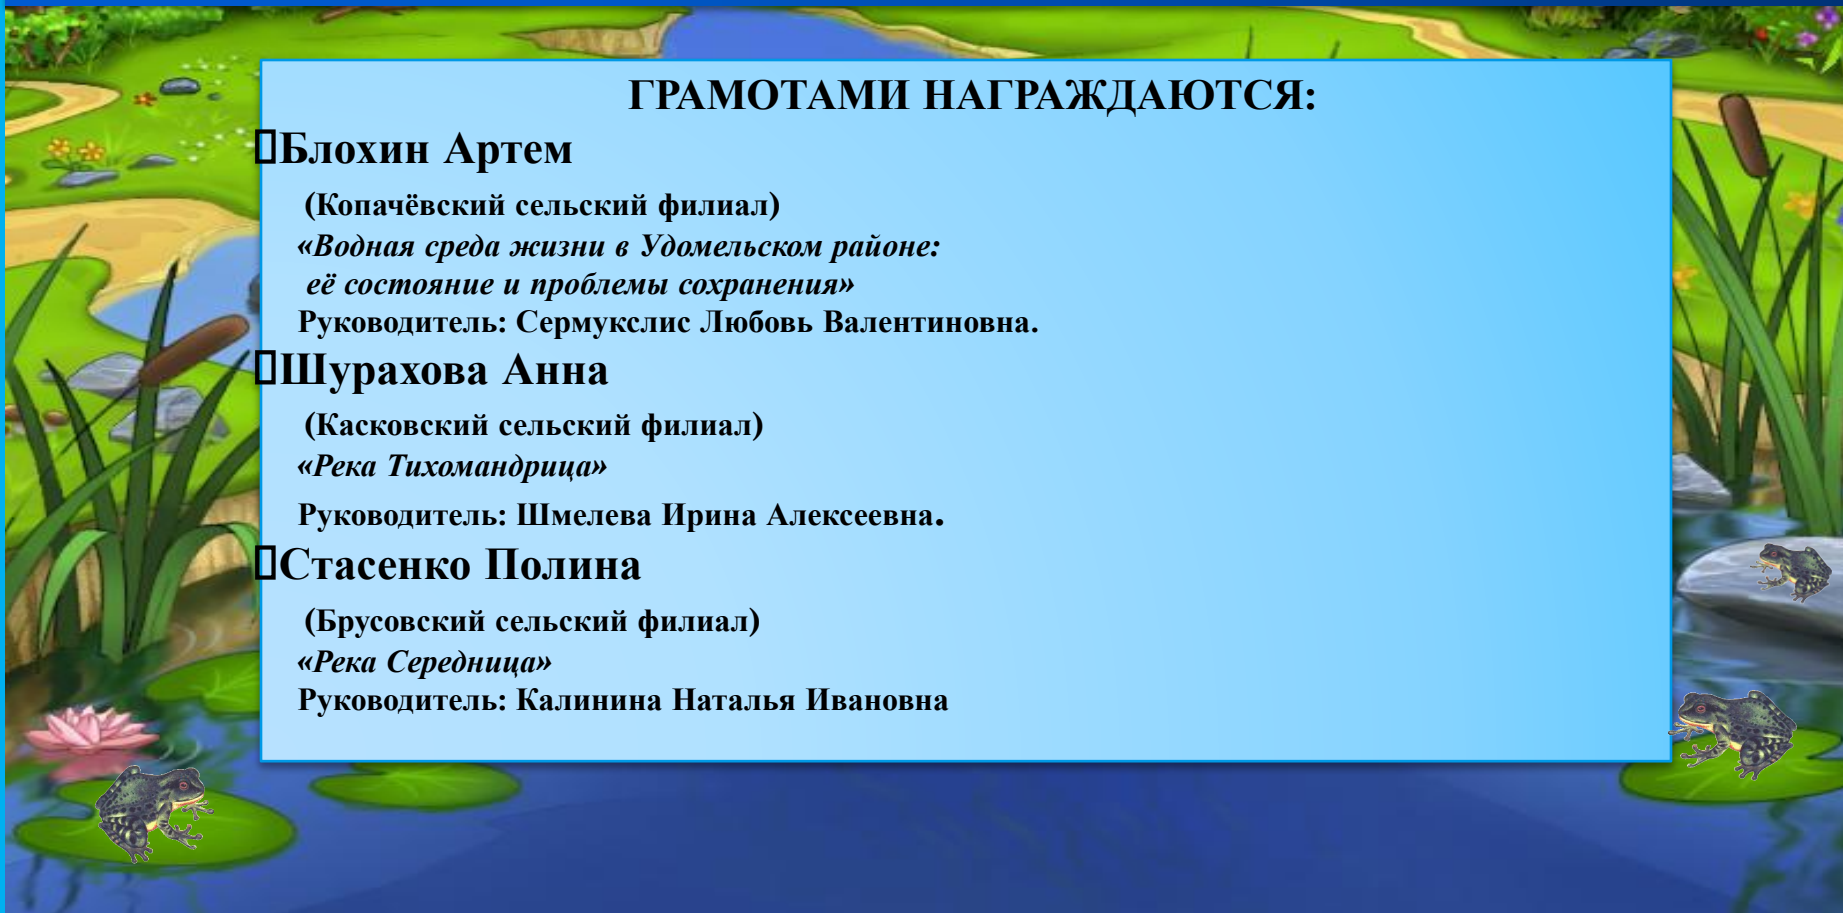 ГРАМОТАМИ НАГРАЖДАЮТСЯ:
Блохин Артем
(Копачёвский сельский филиал)
«Водная среда жизни в Удомельском районе:
её состояние и проблемы сохранения»
Руководитель: Сермукслис Любовь Валентиновна.
Шурахова Анна
(Касковский сельский филиал)
«Река Тихомандрица»
Руководитель: Шмелева Ирина Алексеевна.
Стасенко Полина
(Брусовский сельский филиал)
«Река Середница»
Руководитель: Калинина Наталья Ивановна